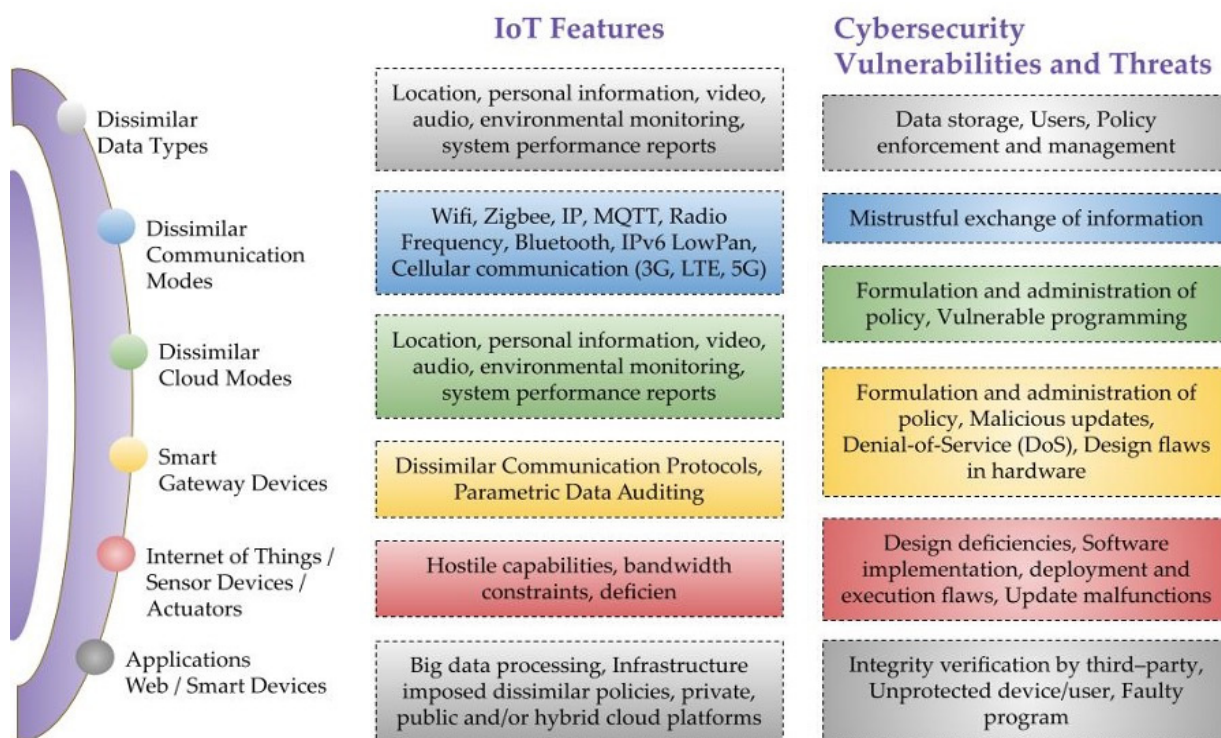 IoT Features
Cybersecurity
Vulnerabilities and Threats
Dissimilar
Data Types
Location, personal information, video,
audio, environmental monitoring,
system performance reports
Data storage, Users, Policy
enforcement and management
Dissimilar
Communication
Modes
Wifi, Zigbee, IP, MQTT, Radio
Frequency, Bluetooth, IPv6 LowPan,
Cellular communication (3G, LTE, 5G)
Mistrustful exchange of information
Dissimilar
Cloud Modes
Location, personal information, video,
audio, environmental monitoring,
system performance reports
Formulation and administration of
policy, Vulnerable programming
Smart
Gateway Devices
Dissimilar Communication Protocols,
Parametric Data Auditing
Formulation and administration of
policy, Malicious updates,
Denial-of-Service (DoS), Design flaws
in hardware
Internet of Things /
Sensor Devices /
Actuators
Hostile capabilities, bandwidth
constraints, deficien
Design deficiencies, Software
implementation, deployment and
execution flaws, Update malfunctions
Applications
Web / Smart Devices
Big data processing, Infrastructure
imposed dissimilar policies, private,
public and/or hybrid cloud platforms
Integrity verification by third–party,
Unprotected device/user, Faulty
program